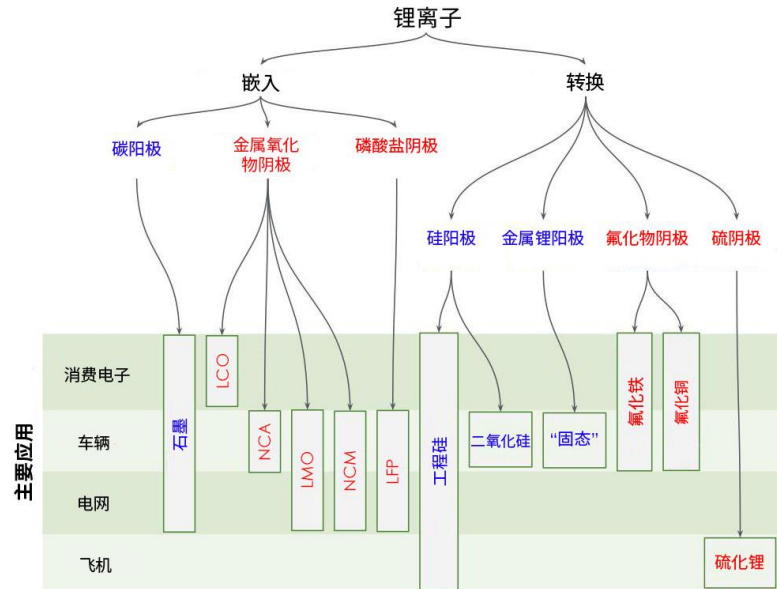 锂离子
嵌入
转换
碳阳极
金属氧化
物阴极
磷酸盐阴极
硅阳极
金属锂阳极
氟化物阴极
硫阴极
主要应用
消费电子
车辆
电网
飞机
石墨
LCO
NCA
LMO
NCM
LFP
工程硅
二氧化硅
“固态”
氟化铁
氟化铜
硫化锂